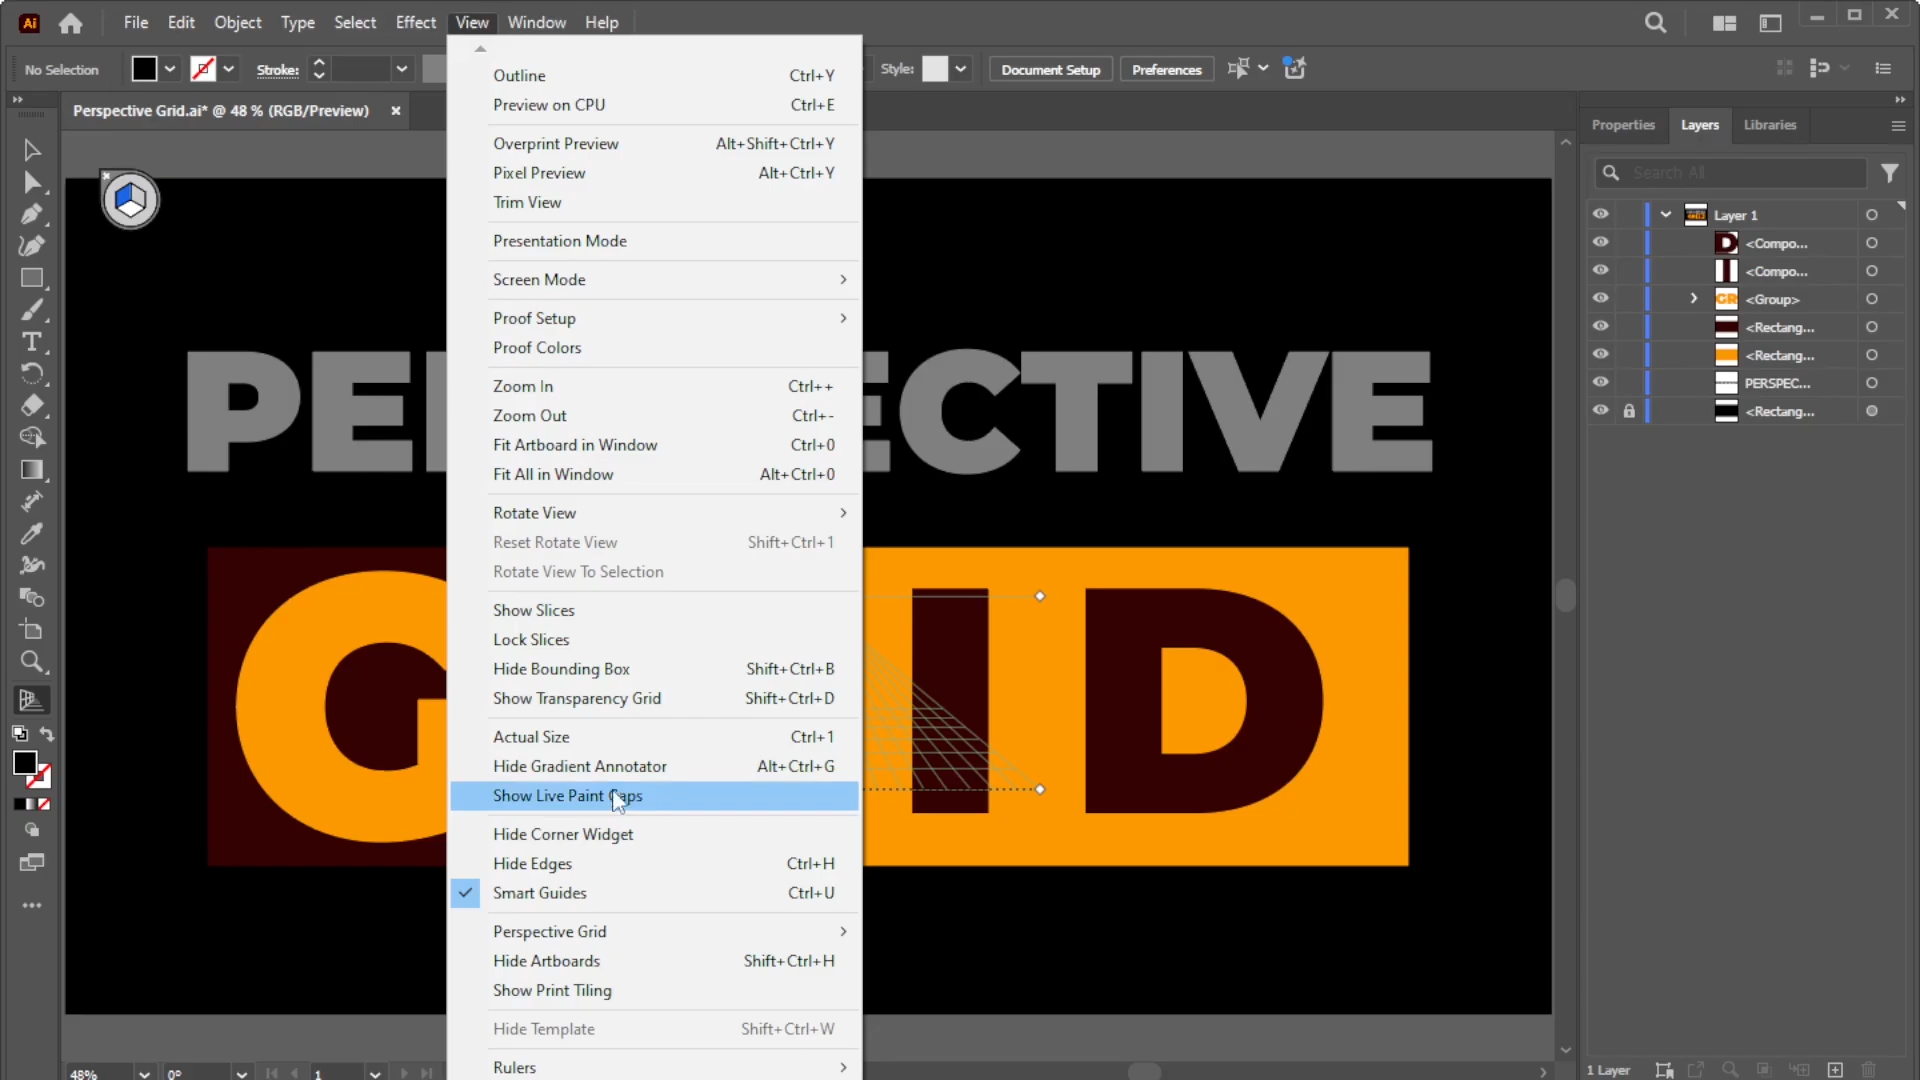 Ai File Edit Object Type Select Effect View Window Help
No Selection Stroke: Style: Document Setup Preferences
Perspective Grid.ai* @ 48 % (RGB/Preview)
Outline Ctrl+Y
Preview on CPU Ctrl+E
Overprint Preview Alt+Shift+Ctrl+Y
Pixel Preview Alt+Ctrl+Y
Trim View
Presentation Mode
Screen Mode
Proof Setup
Proof Colors
Zoom In Ctrl++
Zoom Out Ctrl+-
Fit Artboard in Window Ctrl+0
Fit All in Window Alt+Ctrl+0
Rotate View
Reset Rotate View Shift+Ctrl+1
Rotate View To Selection
Show Slices
Lock Slices
Hide Bounding Box Shift+Ctrl+B
Show Transparency Grid Shift+Ctrl+D
Actual Size Ctrl+1
Hide Gradient Annotator Alt+Ctrl+G
Show Live Paint Gaps
Hide Corner Widget
Hide Edges Ctrl+H
Smart Guides Ctrl+U
Perspective Grid
Hide Artboards Shift+Ctrl+H
Show Print Tiling
Hide Template Shift+Ctrl+W
Rulers
PE ECTIVE
G ID
Properties Layers Libraries
Search All
Layer 1
<Compo...
<Compo...
<Group>
<Rectang...
<Rectang...
PERSPEC...
<Rectang...
48% 0° 1
1 Layer